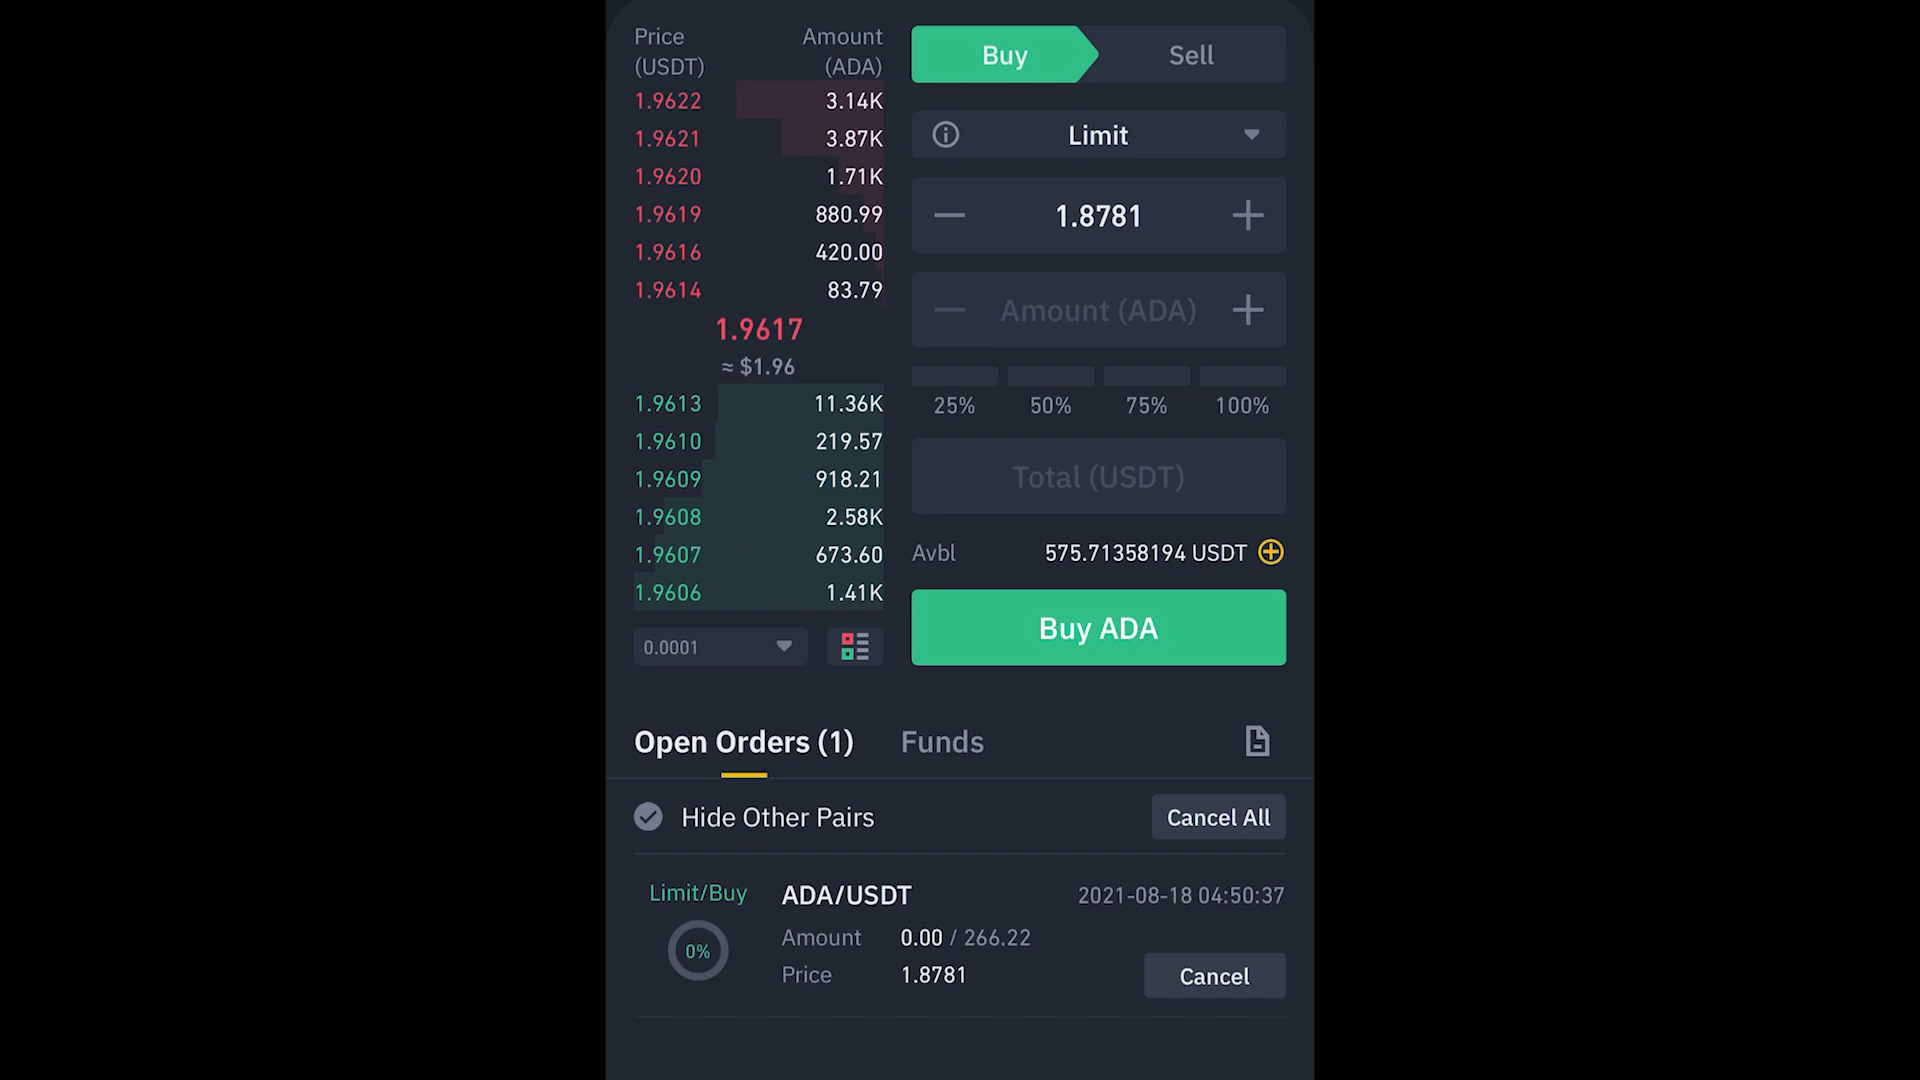 Price Amount
(USDT) (ADA)
1.9622 3.14K
1.9621 3.87K
1.9620 1.71K
1.9619 880.99
1.9616 420.00
1.9614 83.79
1.9617
≈ $1.96
1.9613 11.36K
1.9610 219.57
1.9609 918.21
1.9608 2.58K
1.9607 673.60
1.9606 1.41K
0.0001
Buy Sell
Limit
1.8781
Amount (ADA)
25% 50% 75% 100%
Total (USDT)
Avbl 575.71358194 USDT
Buy ADA
Open Orders (1) Funds
Hide Other Pairs Cancel All
Limit/Buy ADA/USDT 2021-08-18 04:50:37
Amount 0.00 / 266.22
0%
Price 1.8781
Cancel